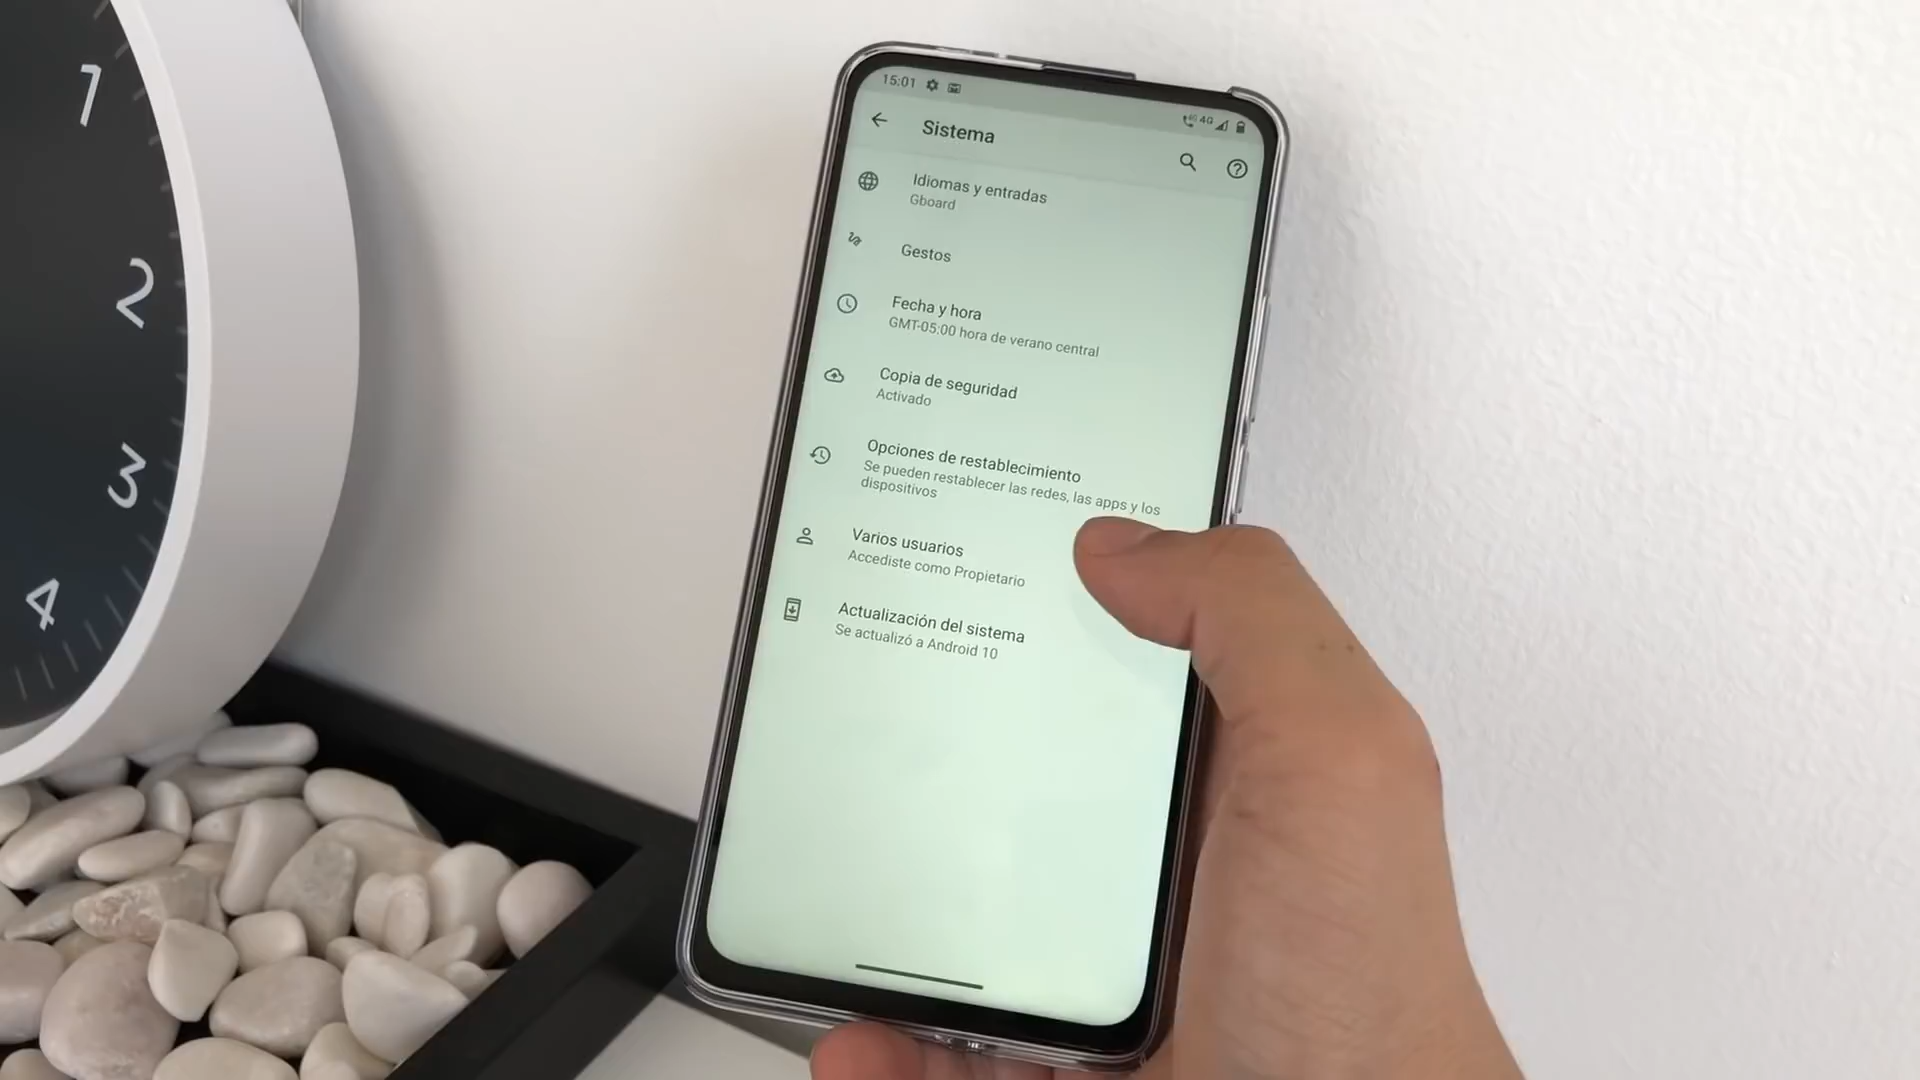 1
2
3
4
15:01
4G 4G
Sistema
Idiomas y entradas
Gboard
Gestos
Fecha y hora
GMT-05:00 hora de verano central
Copia de seguridad
Activado
Opciones de restablecimiento
Se pueden restablecer las redes, las apps y los
dispositivos
Varios usuarios
Accediste como Propietario
Actualización del sistema
Se actualizó a Android 10